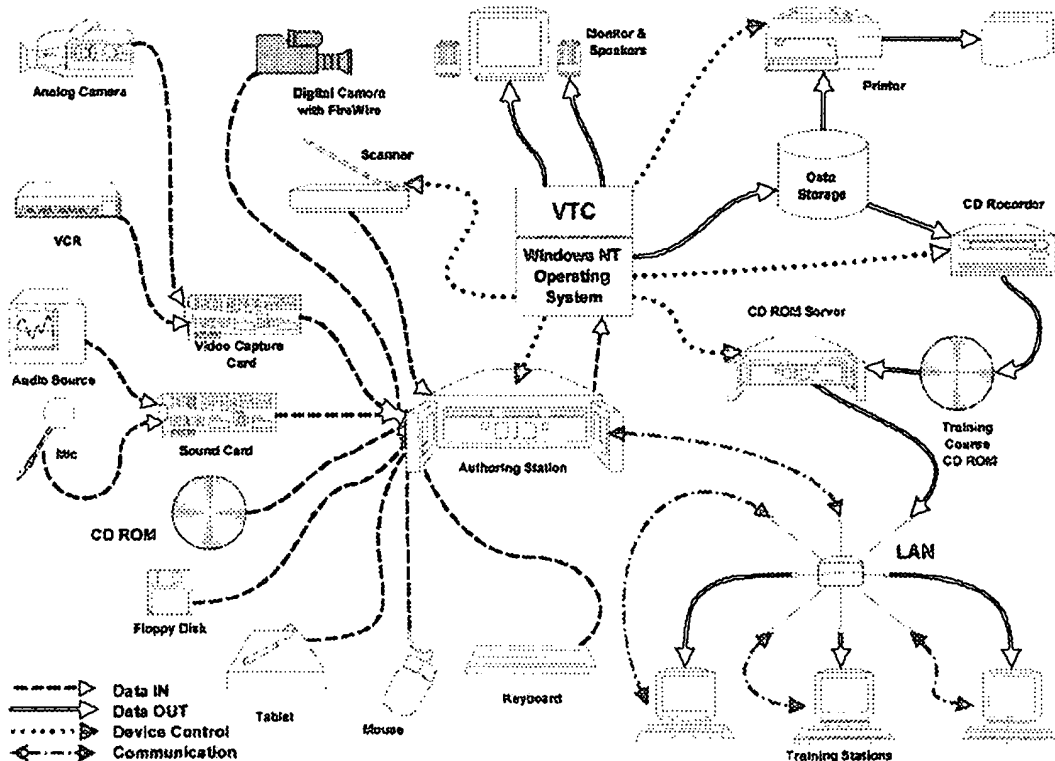 Monitor &
Speakers
Analog Camera
Digital Camera
with FireWire
Printer
Scanner
Data
Storage
CD Recorder
VTC
VCR
Windows NT
Operating
System
CD ROM Server
Video Capture
Card
Audio Source
Training
Course
CD ROM
Mic
Sound Card
Authoring Station
CD ROM
LAN
Floppy Disk
Keyboard
Tablet
Mouse
Data IN
Data OUT
Device Control
Communication
Training Stations